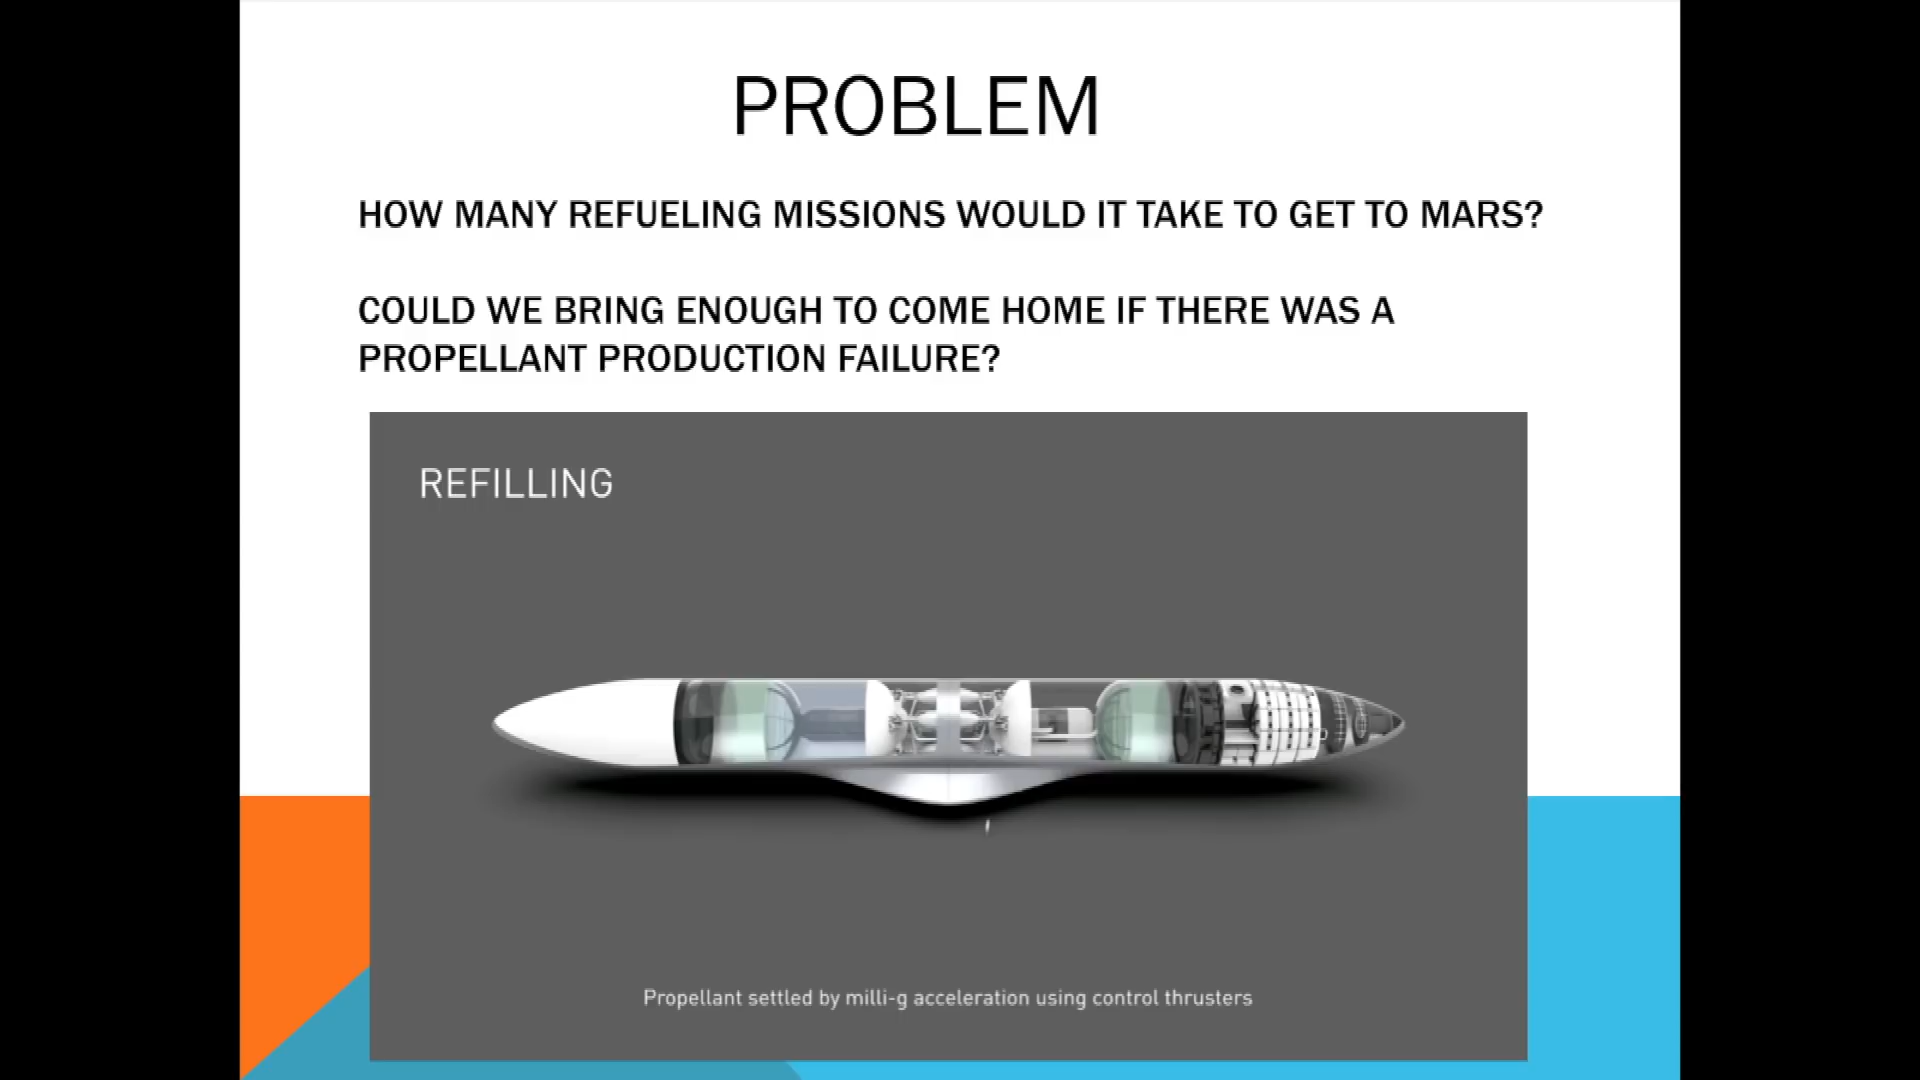 PROBLEM
HOW MANY REFUELING MISSIONS WOULD IT TAKE TO GET TO MARS?
COULD WE BRING ENOUGH TO COME HOME IF THERE WAS A
PROPELLANT PRODUCTION FAILURE?
REFILLING
Propellant settled by milli-g acceleration using control thrusters